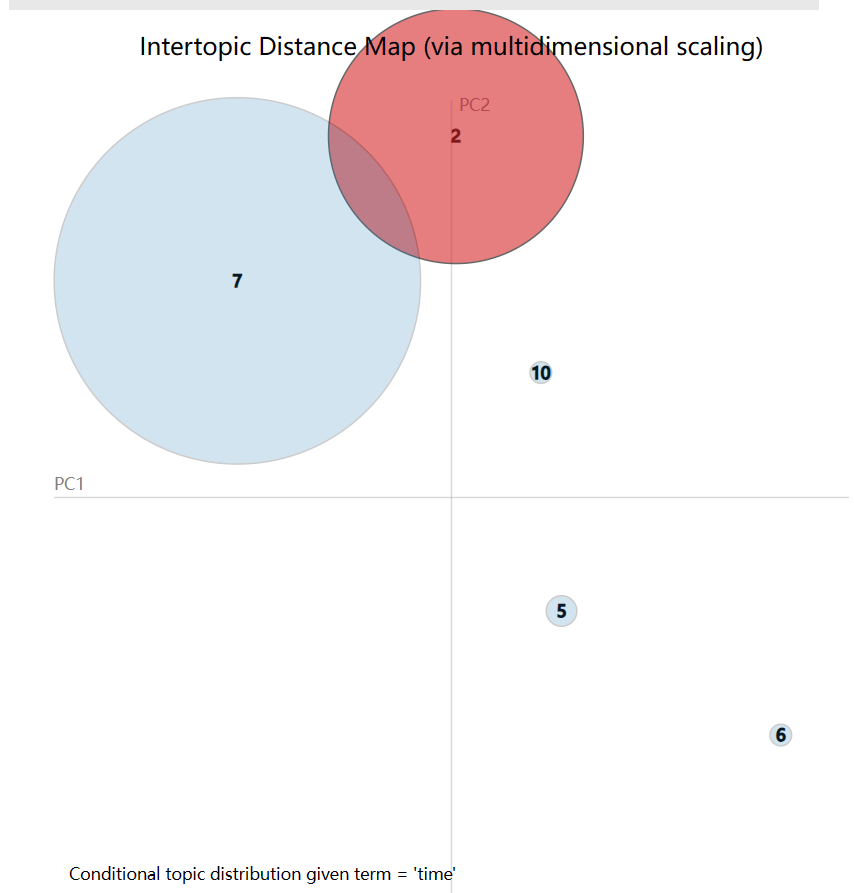 Intertopic Distance Map (via multidimensional scaling)
PC2
2
7
10
PC1
5
6
Conditional topic distribution given term = 'time'